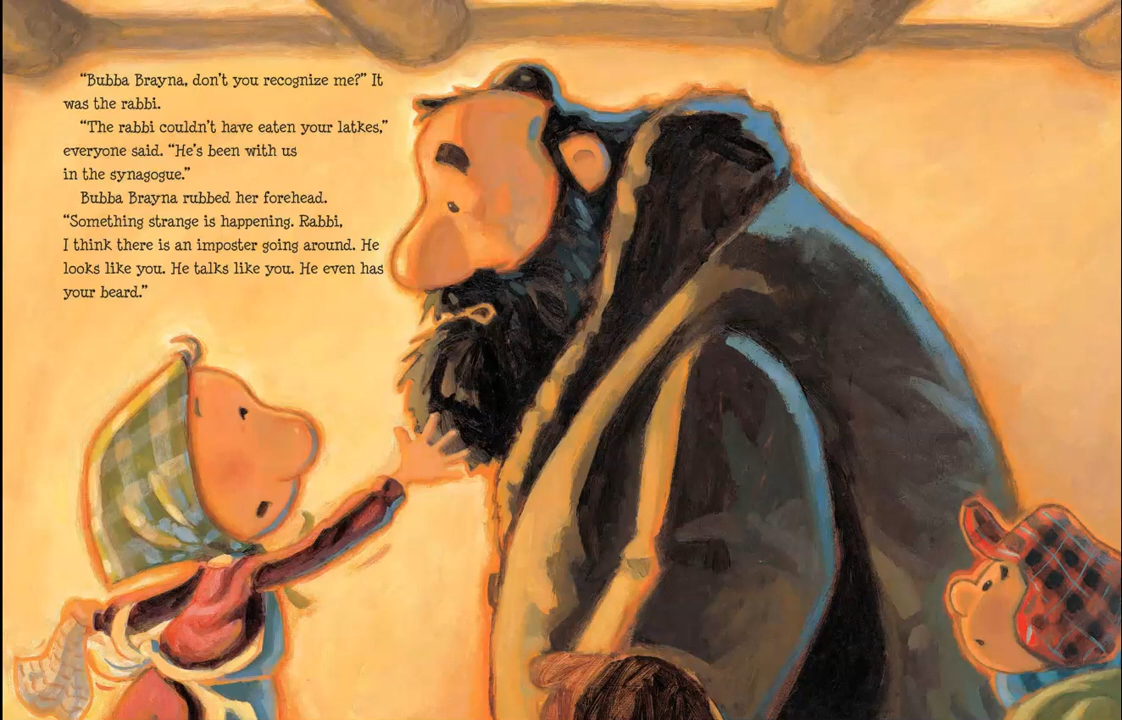 “Bubba Brayna, don’t you recognize me?” It
was the rabbi.
“The rabbi couldn’t have eaten your latkes,”
everyone said. “He’s been with us
in the synagogue.”
Bubba Brayna rubbed her forehead.
“Something strange is happening. Rabbi,
I think there is an imposter going around. He
looks like you. He talks like you. He even has
your beard.”